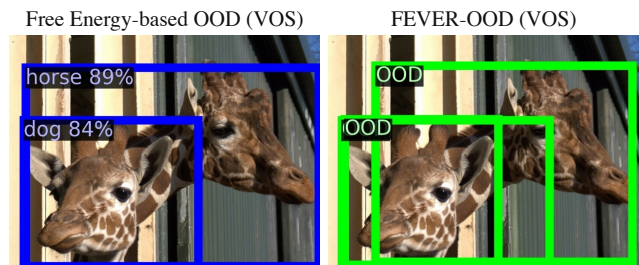 Free Energy-based OOD (VOS)
FEVER-OOD (VOS)
horse 89%
dog 84%
OOD
OOD